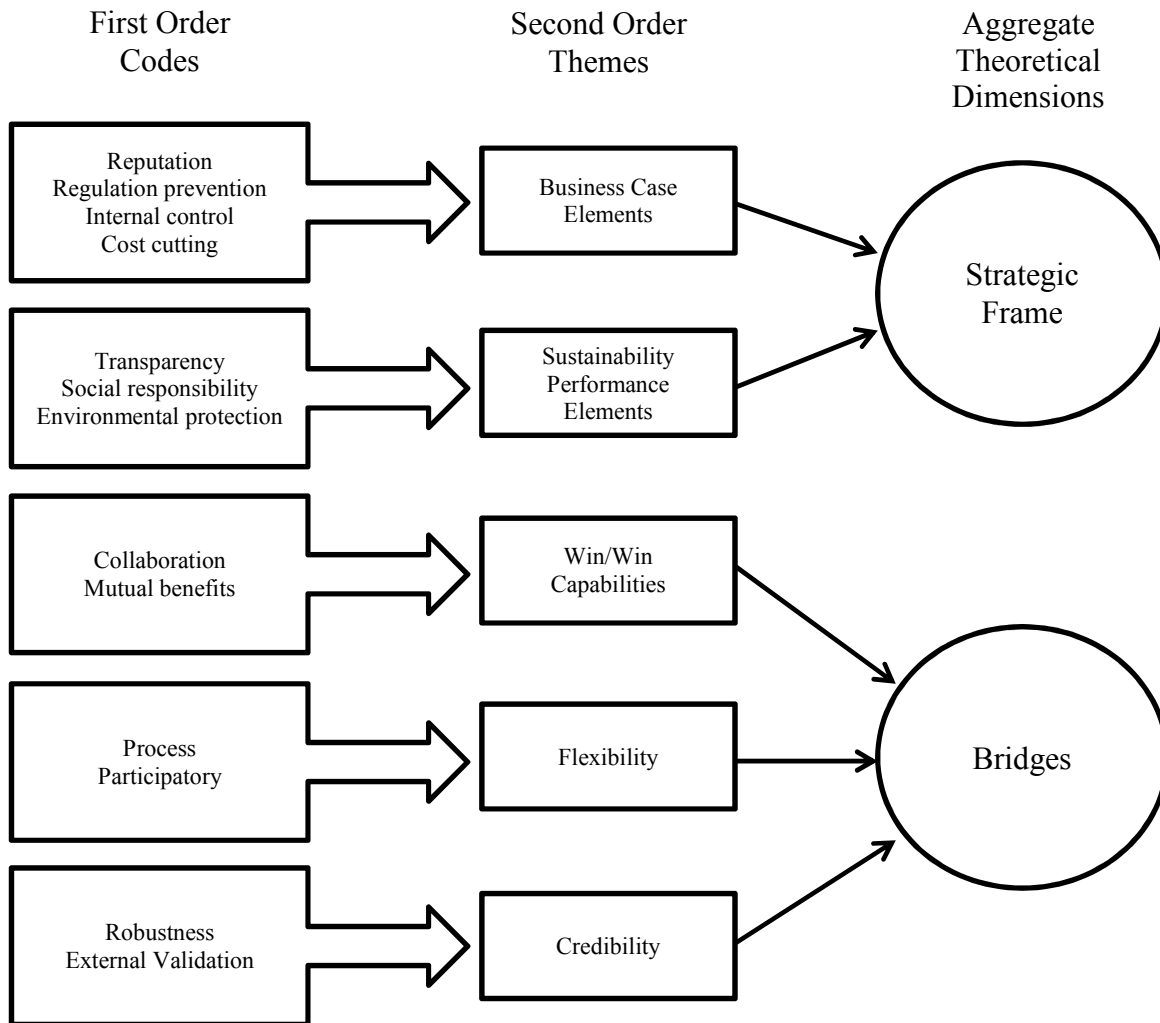 First Order
Codes
Second Order
Themes
Aggregate
Theoretical
Dimensions
Reputation
Regulation prevention
Internal control
Cost cutting
Business Case
Elements
Strategic
Frame
Transparency
Social responsibility
Environmental protection
Sustainability
Performance
Elements
Collaboration
Mutual benefits
Win/Win
Capabilities
Process
Participatory
Flexibility
Bridges
Robustness
External Validation
Credibility